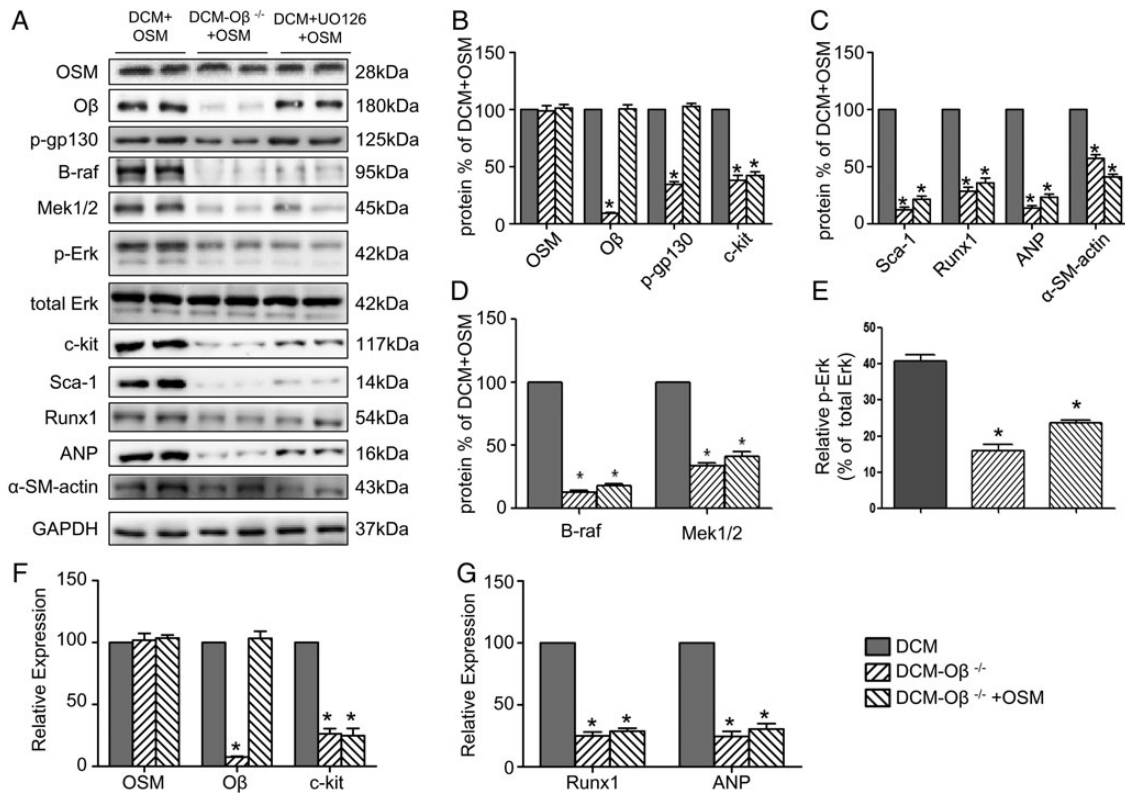 A
DCM+
OSM
DCM-Oβ -/-
+OSM
DCM+UO126
+OSM
OSM 28kDa
Oβ 180kDa
p-gp130 125kDa
B-raf 95kDa
Mek1/2 45kDa
p-Erk 42kDa
total Erk 42kDa
c-kit 117kDa
Sca-1 14kDa
Runx1 54kDa
ANP 16kDa
α-SM-actin 43kDa
GAPDH 37kDa
B
protein % of DCM+OSM
150
100
50
0
* * * *
OSM Oβ p-gp130 c-kit
C
protein % of DCM+OSM
150
100
50
0
* * * * * * * *
Sca-1 Runx1 ANP α-SM-actin
D
protein % of DCM+OSM
150
100
50
0
* * * *
B-raf Mek1/2
E
Relative p-Erk
(% of total Erk)
60
40
30
20
10
0
* *
F
Relative Expression
150
100
50
0
* * *
OSM Oβ c-kit
G
Relative Expression
150
100
50
0
* * * *
Runx1 ANP
DCM
DCM-Oβ -/-
DCM-Oβ -/- +OSM